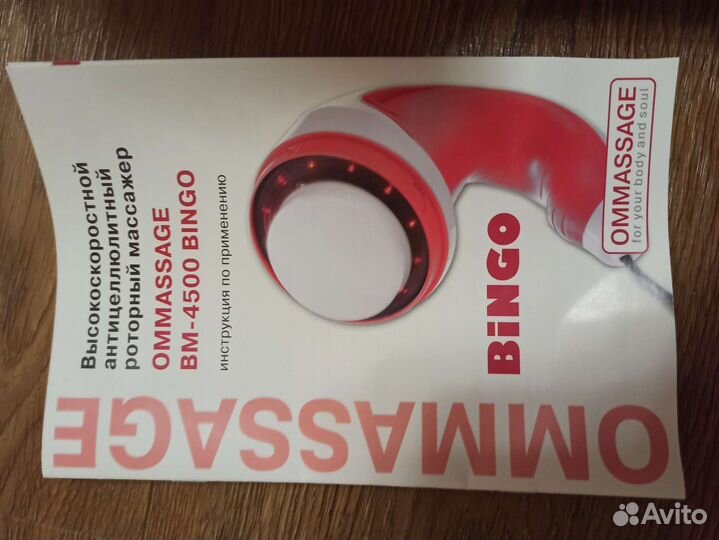 Высокоскоростной
антицеллюлитный
роторный массажер
OMMASSAGE
BM-4500 BINGO
инструкция по применению
BiNGO
OMMASSAGE
for your body and soul
OMMASSAGE
Avito